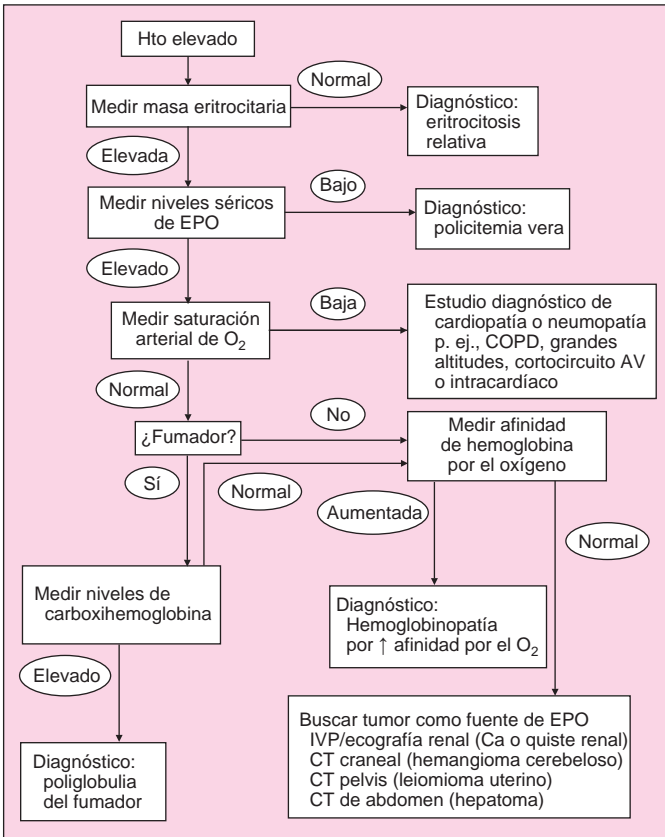 Hto elevado
Medir masa eritrocitaria
Normal
Diagnóstico:
eritrocitosis
relativa
Elevada
Medir niveles séricos
de EPO
Bajo
Diagnóstico:
policitemia vera
Elevado
Medir saturación
arterial de O2
Baja
Estudio diagnóstico de
cardiopatía o neumopatía
p. ej., COPD, grandes
altitudes, cortocircuito AV
o intracardíaco
Normal
¿Fumador?
No
Medir afinidad
de hemoglobina
por el oxígeno
Sí
Normal
Aumentada
Normal
Medir niveles de
carboxihemoglobina
Diagnóstico:
Hemoglobinopatía
por ↑ afinidad por el O2
Elevado
Diagnóstico:
poliglobulia
del fumador
Buscar tumor como fuente de EPO
IVP/ecografía renal (Ca o quiste renal)
CT craneal (hemangioma cerebeloso)
CT pelvis (leiomioma uterino)
CT de abdomen (hepatoma)